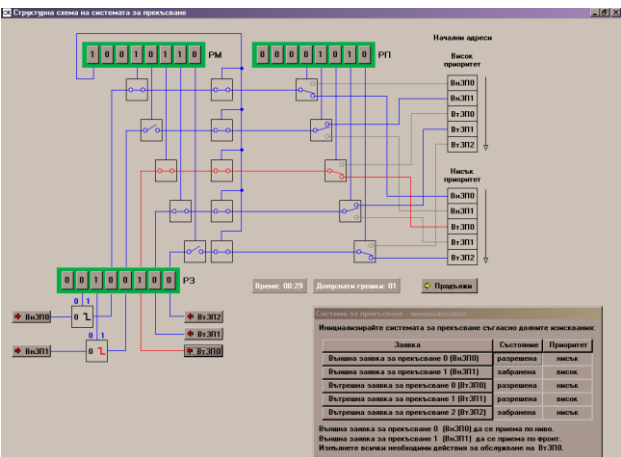 Структурна схема на системата за прекъсване
Начални адреси
1 0 0 1 0 1 1 0 РМ
0 0 0 0 1 0 1 0 РП
Висок
приоритет
ВнЗП0
ВнЗП1
ВтЗП0
ВтЗП1
ВтЗП2
Нисък
приоритет
ВнЗП0
ВнЗП1
ВтЗП0
ВтЗП1
ВтЗП2
0 0 1 0 0 1 0 0 РЗ
Време: 00:29
Допуснати грешки: 01
Продължи
0 1
ВнЗП0
0
ВтЗП2
0 1
ВтЗП1
ВнЗП1
0
ВтЗП0
Система за прекъсване - инициализация
Инициализирайте системата за прекъсване съгласно долните изисквания:
Заявка Състояние Приоритет
Външна заявка за прекъсване 0 (ВнЗП0) разрешена нисък
Външна заявка за прекъсване 1 (ВнЗП1) забранена висок
Вътрешна заявка за прекъсване 0 (ВтЗП0) разрешена нисък
Вътрешна заявка за прекъсване 1 (ВтЗП1) разрешена висок
Вътрешна заявка за прекъсване 2 (ВтЗП2) забранена нисък
Външна заявка за прекъсване 0 (ВнЗП0) да се приема по ниво.
Външна заявка за прекъсване 1 (ВнЗП1) да се приема по фронт.
Изпълнете всички необходими действия за обслужване на ВтЗП0.